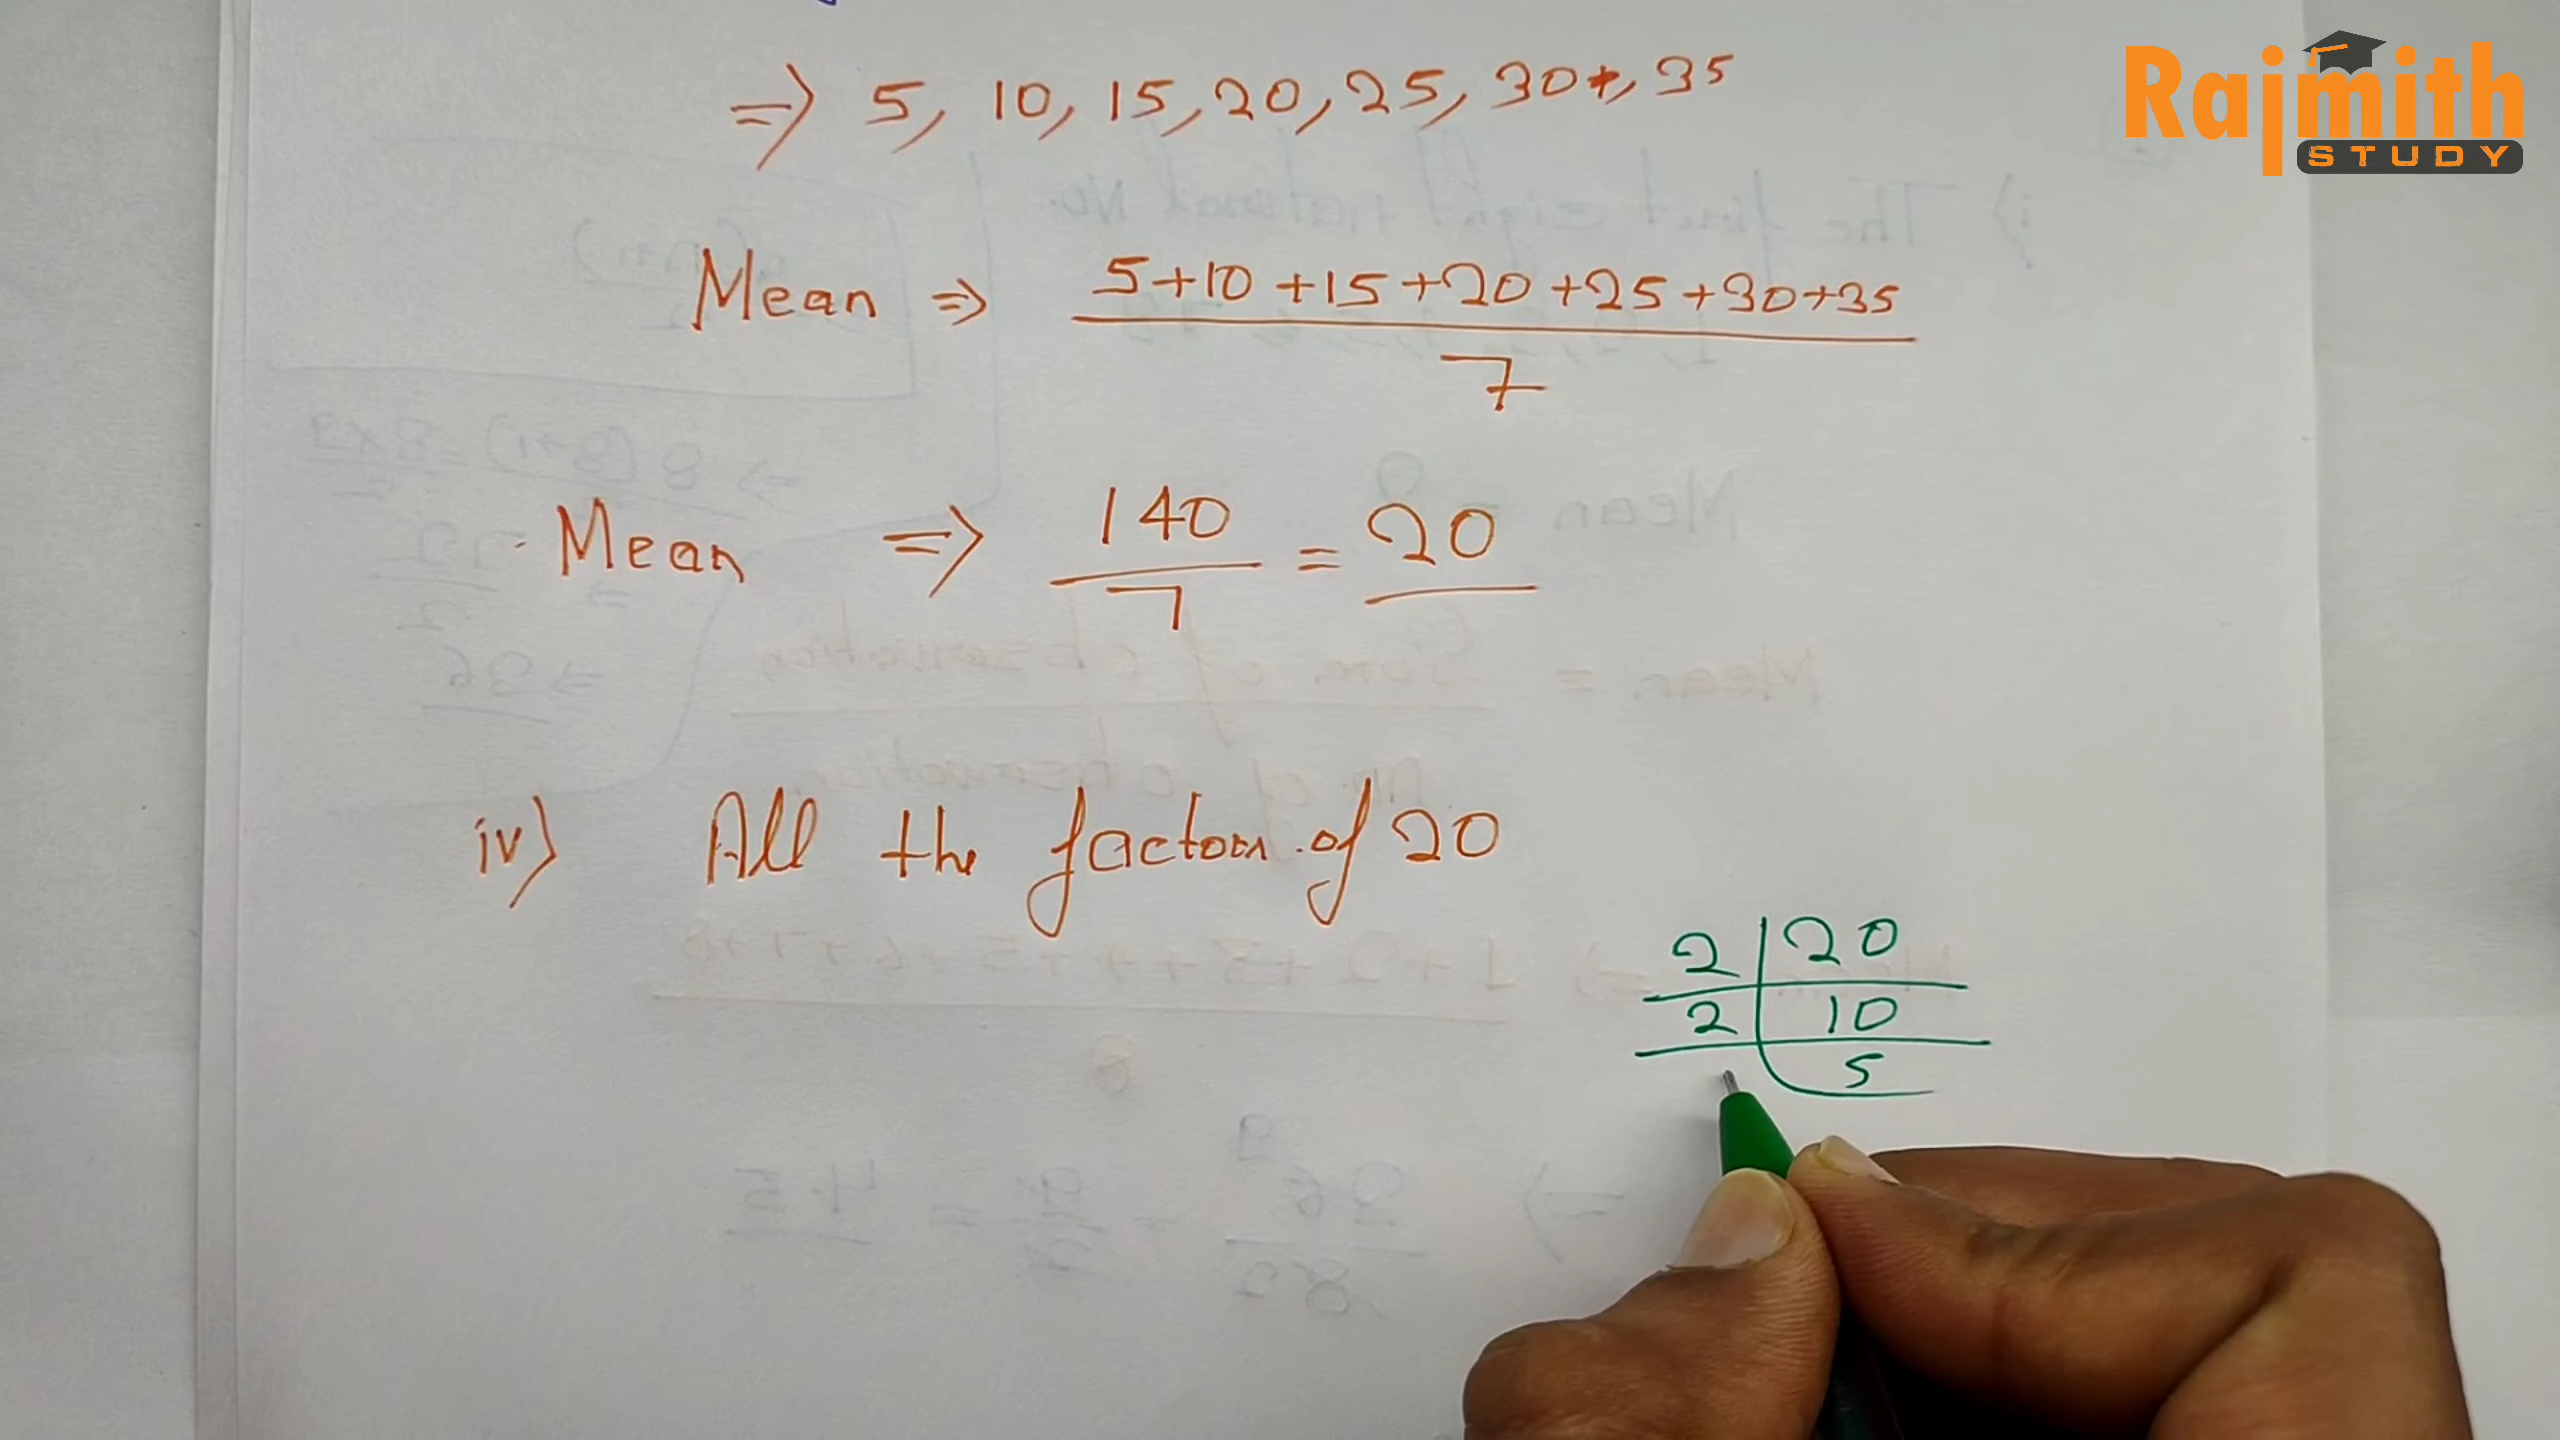 Rajmith
STUDY
⇒ 5, 10, 15, 20, 25, 30, 35
Mean ⇒ 5+10+15+20+25+30+35
7
Mean ⇒ 140 = 20
7
iv) All the factors of 20
2 20
2 10
5